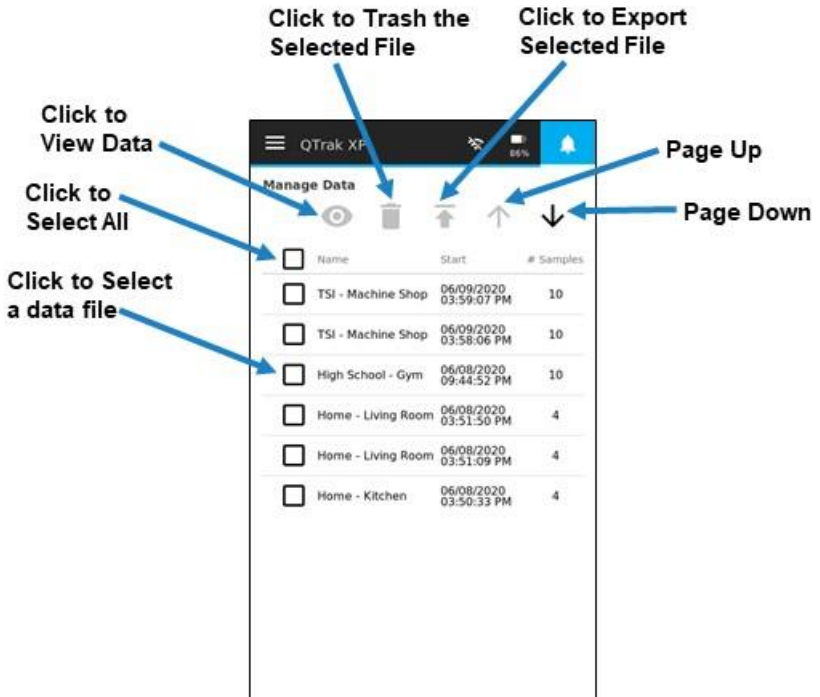 Click to Trash the
Selected File
Click to Export
Selected File
Click to
View Data
QTrak XP
86%
Page Up
Manage Data
Click to
Select All
Page Down
Name Start # Samples
Click to Select
a data file
TSI - Machine Shop 06/09/2020 03:59:07 PM 10
TSI - Machine Shop 06/09/2020 03:58:06 PM 10
High School - Gym 06/08/2020 09:44:52 PM 10
Home - Living Room 06/08/2020 03:51:50 PM 4
Home - Living Room 06/08/2020 03:51:09 PM 4
Home - Kitchen 06/08/2020 03:50:33 PM 4